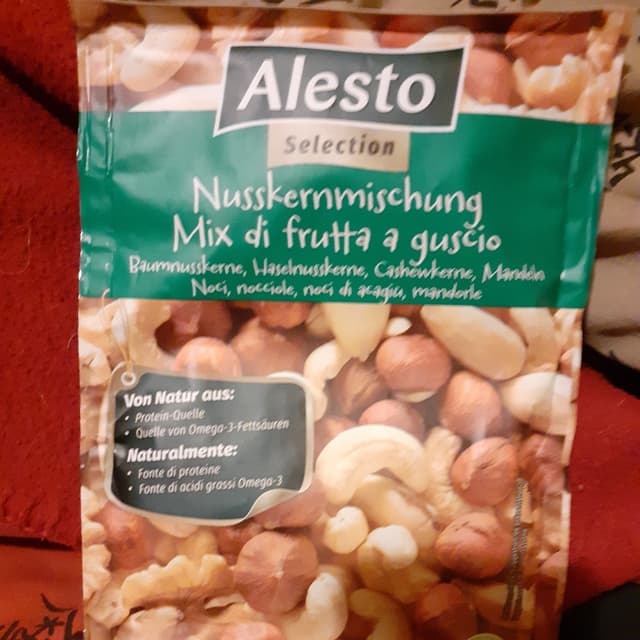 Alesto
Selection
Nusskernmischung
Mix di frutta a guscio
Baumnusskerne, Haselnusskerne, Cashewkerne, Mandeln
Noci, nocciole, noci di acagiù, mandorle
Von Natur aus:
• Protein-Quelle
• Quelle von Omega-3-Fettsäuren
Naturalmente:
• Fonte di proteine
• Fonte di acidi grassi Omega-3